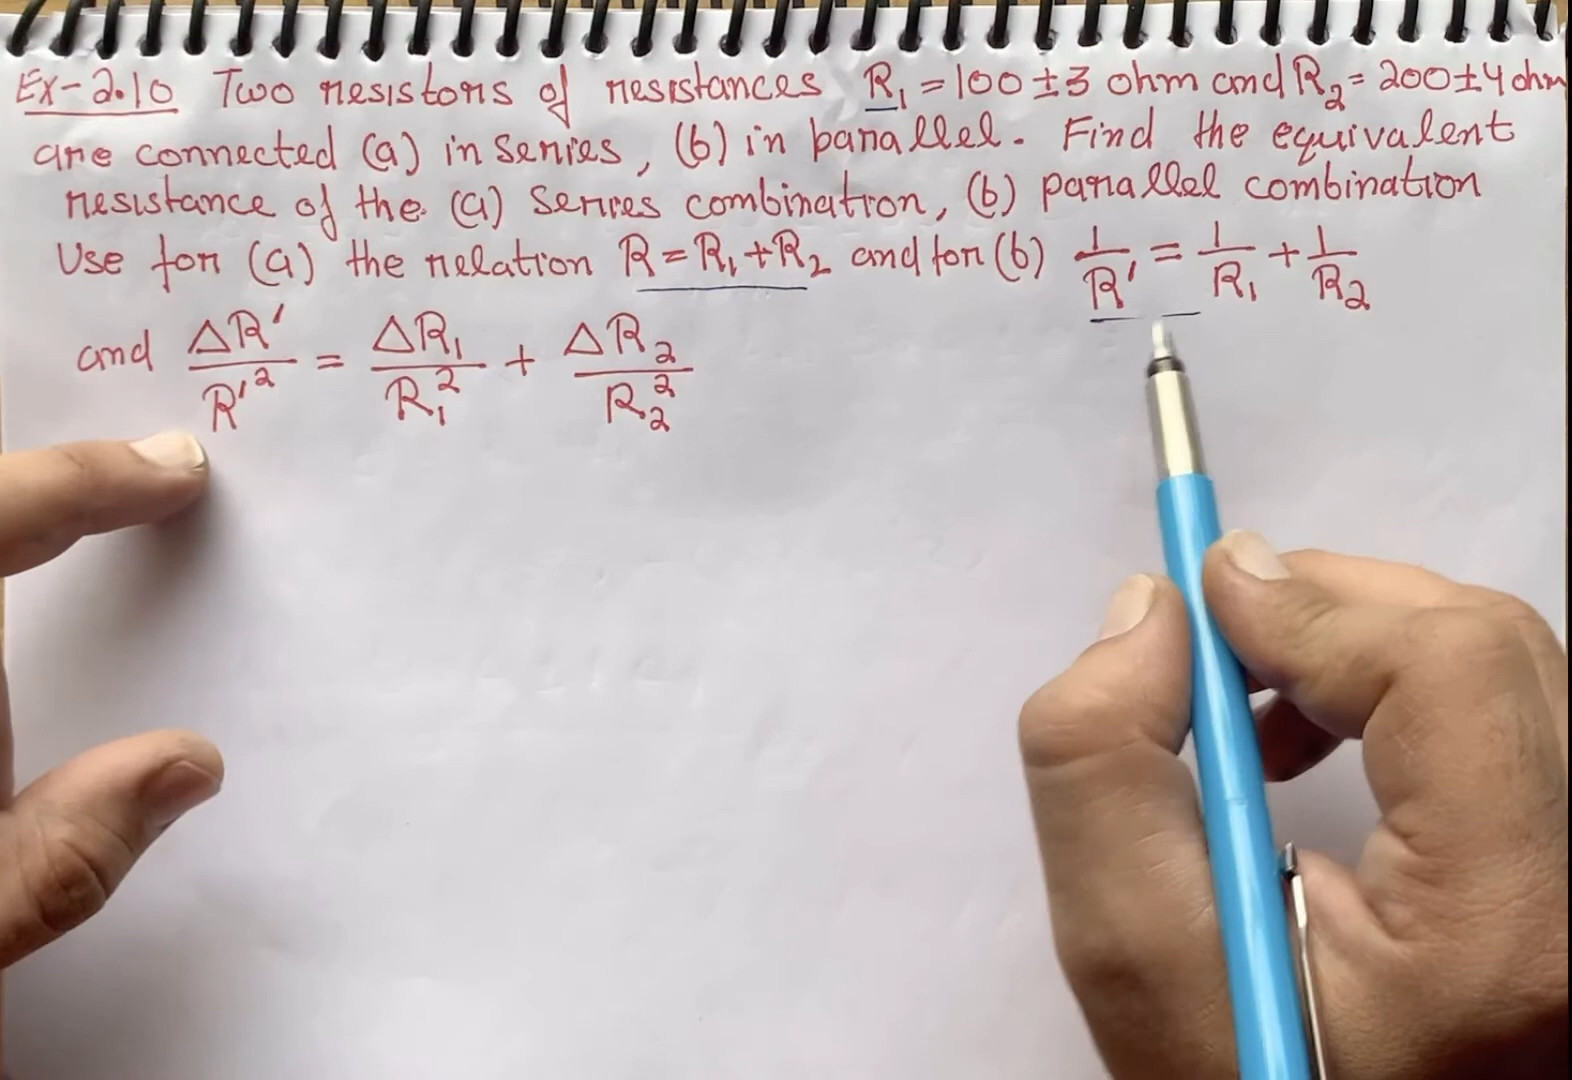 Ex-2.10 Two resistors of resistances R₁ = 100 ± 3 ohm and R₂ = 200 ± 4 ohm
are connected (a) in series, (b) in parallel. Find the equivalent
resistance of the (a) Series combination, (b) parallel combination
Use for (a) the relation R = R₁ + R₂ and for (b) 1/R' = 1/R₁ + 1/R₂
and ΔR'/R'² = ΔR₁/R₁² + ΔR₂/R₂²